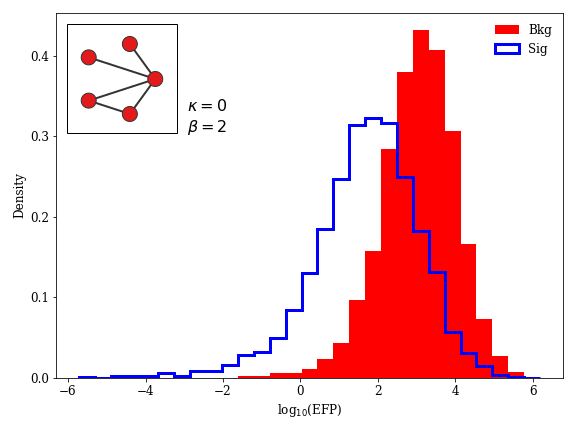 Bkg
Sig
κ = 0
β = 2
Density
0.4
0.3
0.2
0.1
0.0
−6 −4 −2 0 2 4 6
log₁₀(EFP)